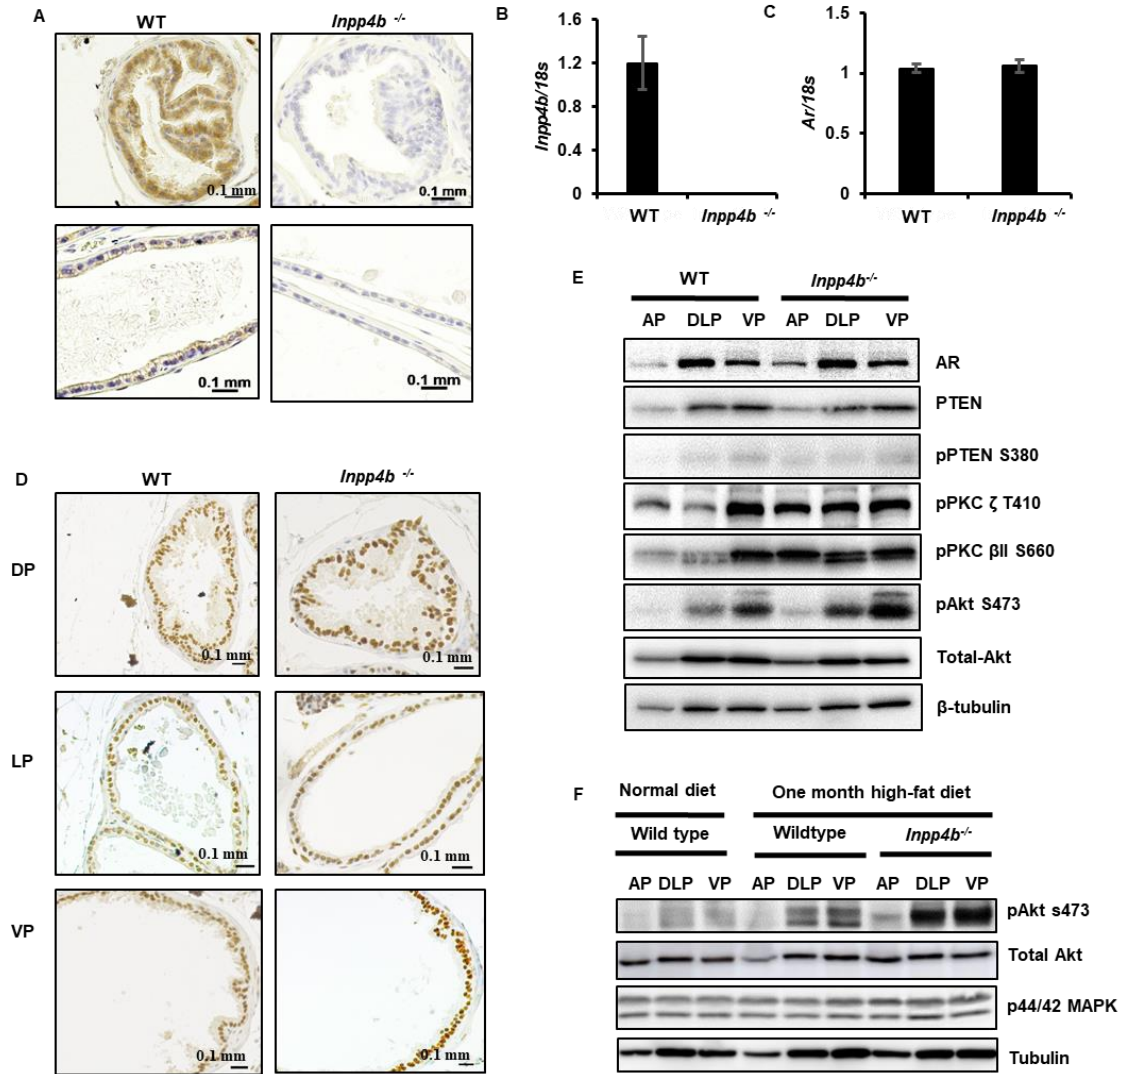 A
WT
Inpp4b -/-
0.1 mm
0.1 mm
0.1 mm
0.1 mm
B
1.6
1.2
0.8
0.4
0
Inpp4b/18s
WT
Inpp4b -/-
C
1.5
1
0.5
0
Ar/18s
WT
Inpp4b -/-
D
WT
Inpp4b -/-
DP
0.1 mm
0.1 mm
LP
0.1 mm
0.1 mm
VP
0.1 mm
0.1 mm
E
WT
Inpp4b-/-
AP DLP VP AP DLP VP
AR
PTEN
pPTEN S380
pPKC ζ T410
pPKC βII S660
pAkt S473
Total-Akt
β-tubulin
F
Normal diet One month high-fat diet
Wild type Wildtype Inpp4b-/-
AP DLP VP AP DLP VP AP DLP VP
pAkt s473
Total Akt
p44/42 MAPK
Tubulin